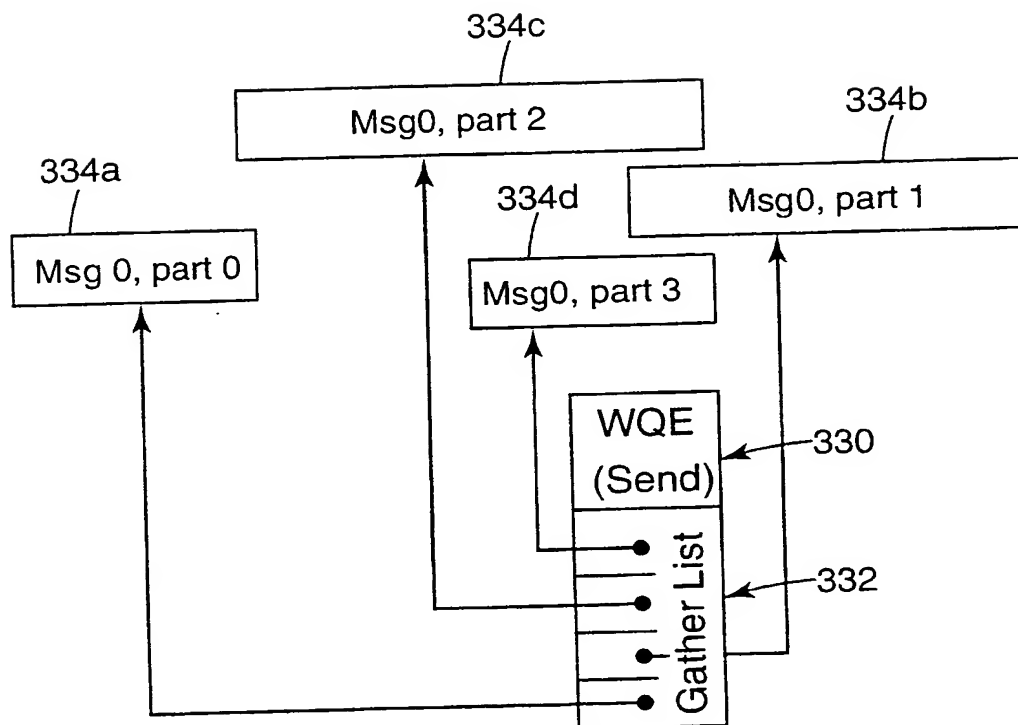 334c
Msg0, part 2
334b
Msg0, part 1
334a
Msg 0, part 0
334d
Msg0, part 3
WQE
(Send)
330
Gather List
332